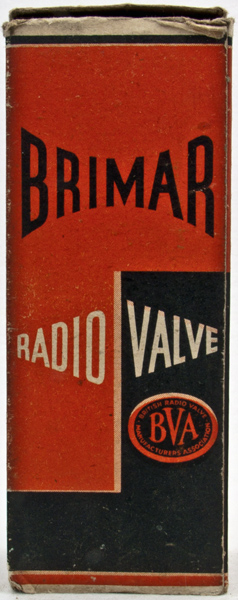 BRIMAR
RADIO VALVE
BRITISH RADIO VALVE
BVA
MANUFACTURERS ASSOCIATION